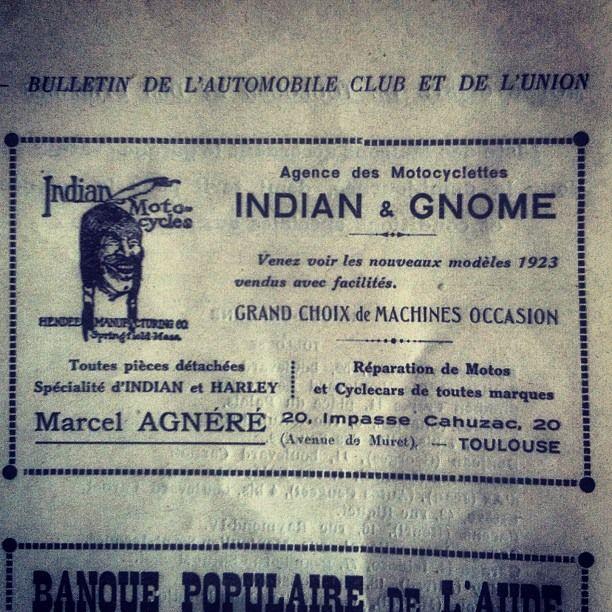 BULLETIN DE L'AUTOMOBILE CLUB ET DE L'UNION
Indian
Moto-
cycles
HENDEE MANUFACTURING CO.
Springfield Mass.
Agence des Motocyclettes
INDIAN & GNOME
Venez voir les nouveaux modèles 1923
vendus avec facilités.
GRAND CHOIX de MACHINES OCCASION
Toutes pièces détachées
Spécialité d'INDIAN et HARLEY
Réparation de Motos
et Cyclecars de toutes marques
Marcel AGNÉRÉ
20, Impasse Cahuzac, 20
(Avenue de Muret). — TOULOUSE
BANQUE POPULAIRE DE L'AUDE